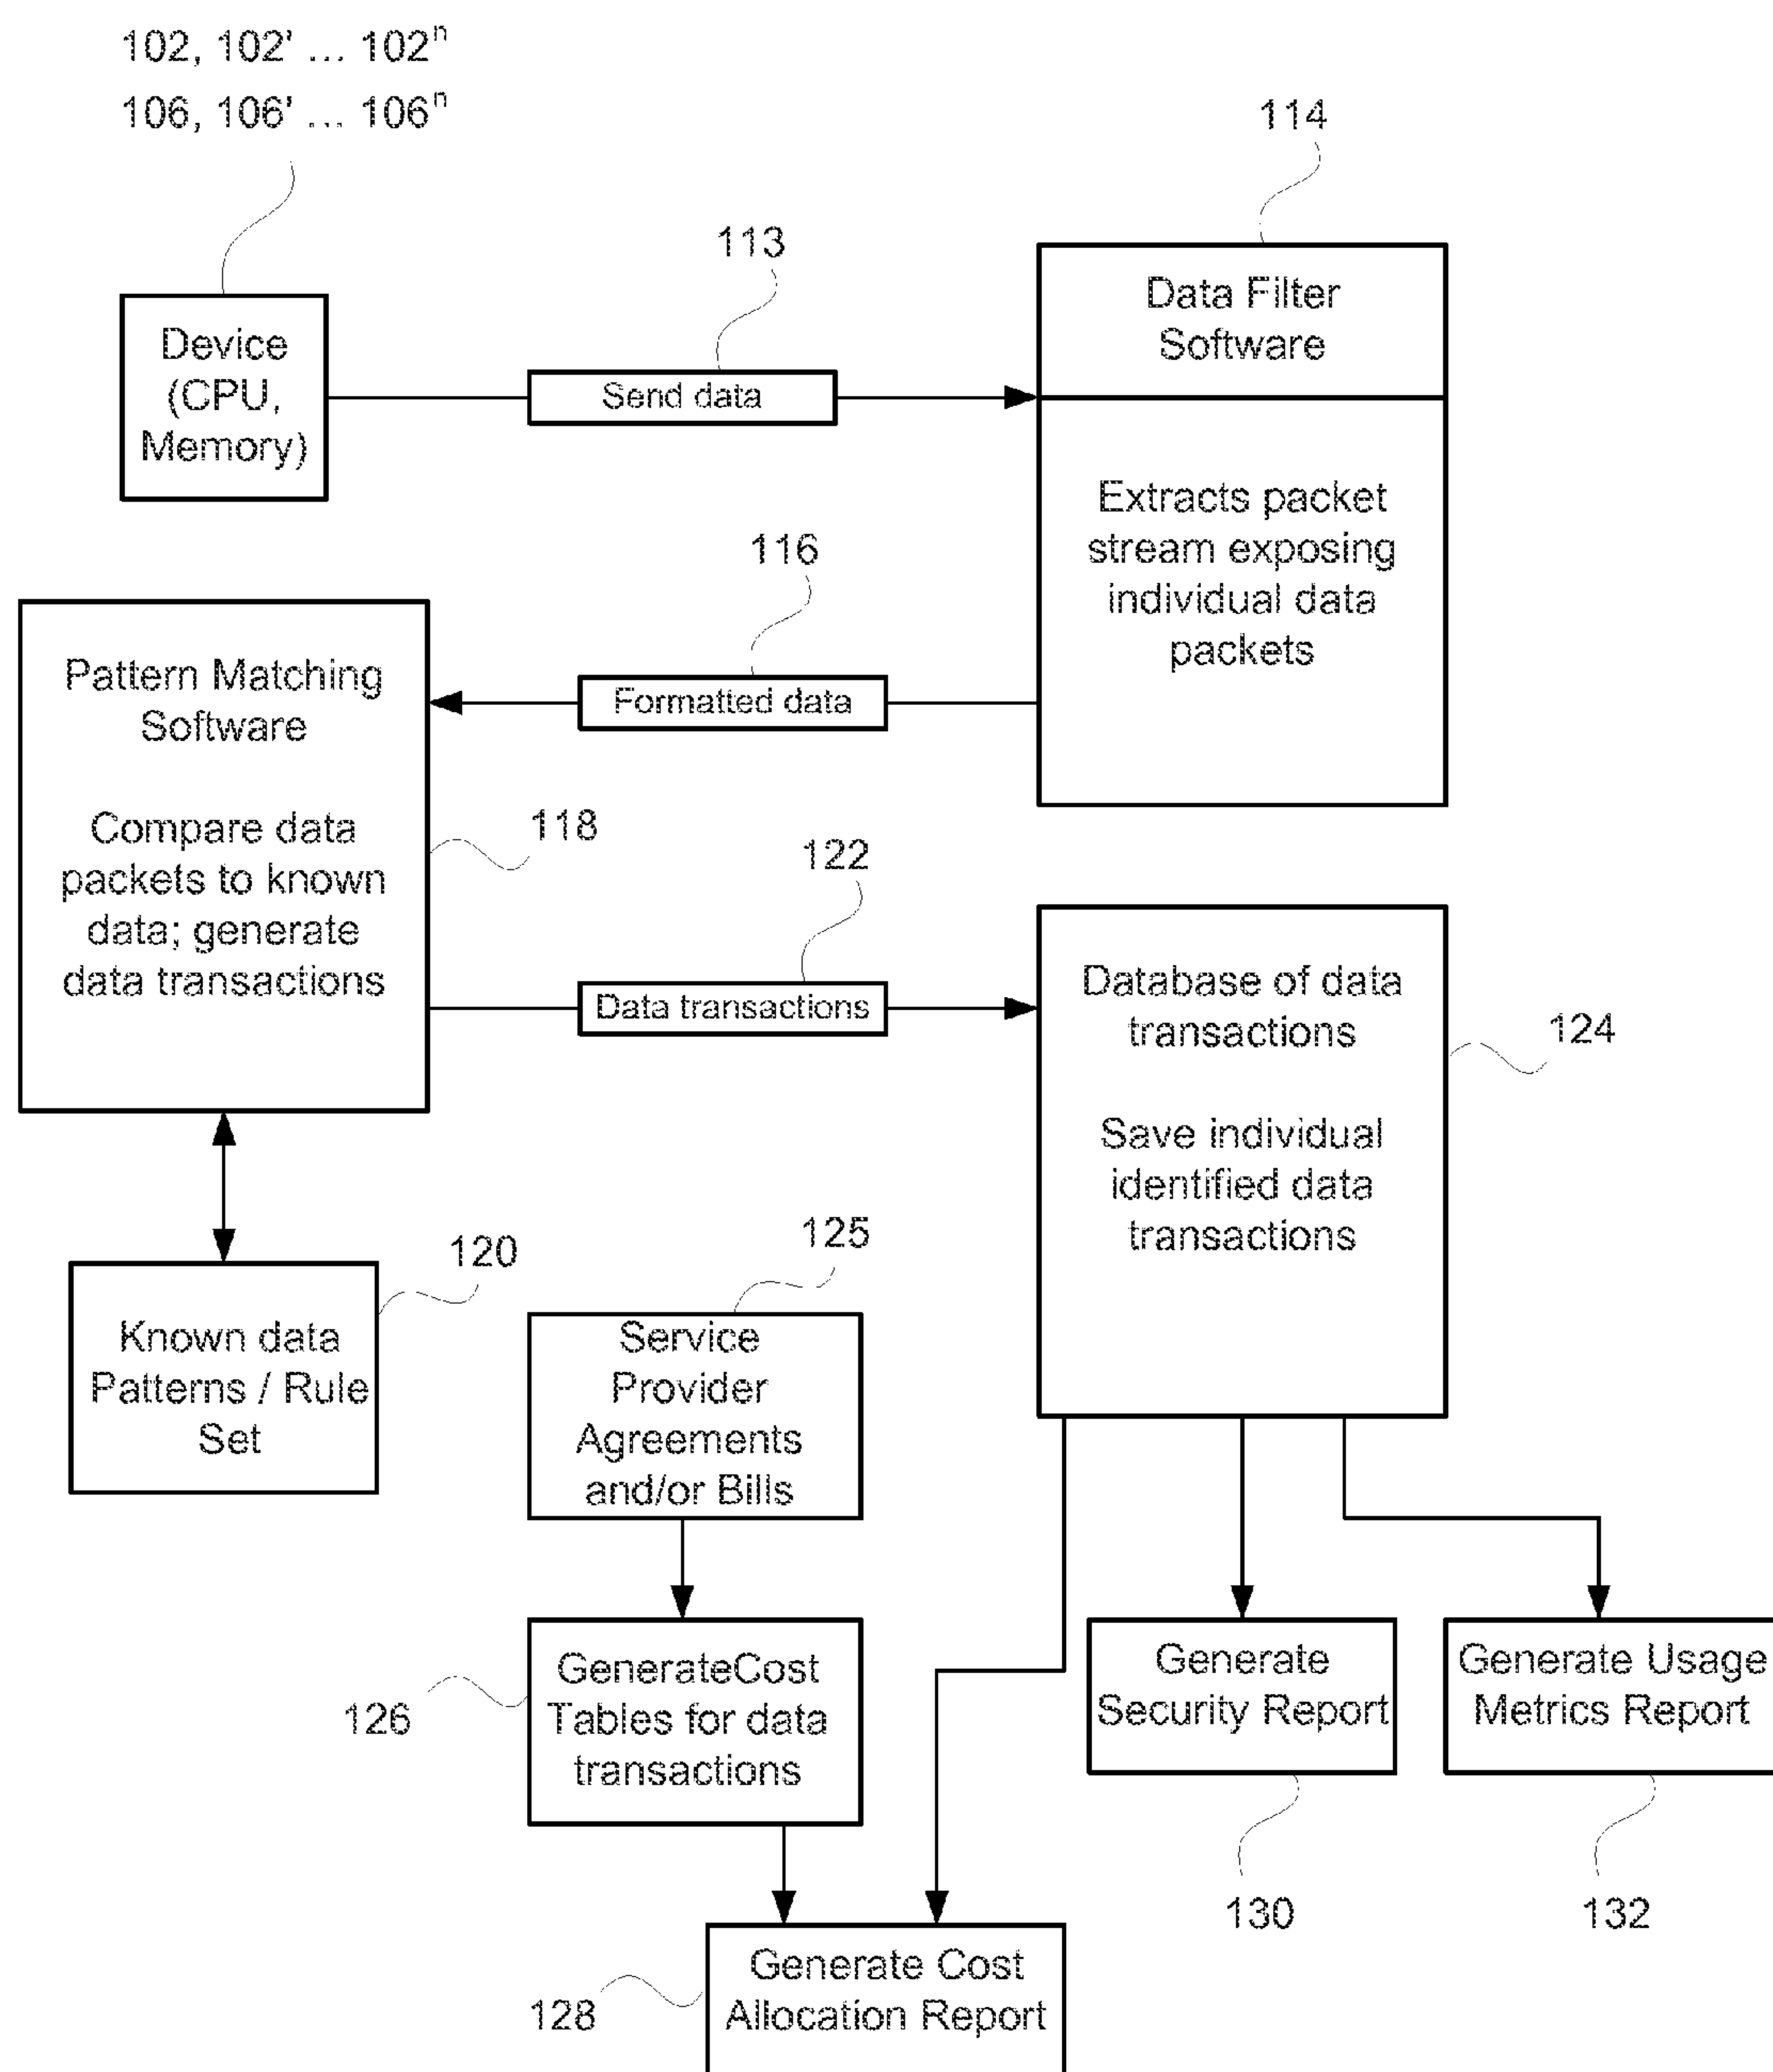 102, 102' ... 102ⁿ
106, 106' ... 106ⁿ
114
113
Device
(CPU,
Memory)
Send data
Data Filter
Software
Extracts packet
stream exposing
individual data
packets
116
Formatted data
Pattern Matching
Software
Compare data
packets to known
data; generate
data transactions
118
122
Data transactions
Database of data
transactions
Save individual
identified data
transactions
124
120
Known data
Patterns / Rule
Set
125
Service
Provider
Agreements
and/or Bills
126
GenerateCost
Tables for data
transactions
Generate
Security Report
Generate Usage
Metrics Report
130
132
128
Generate Cost
Allocation Report